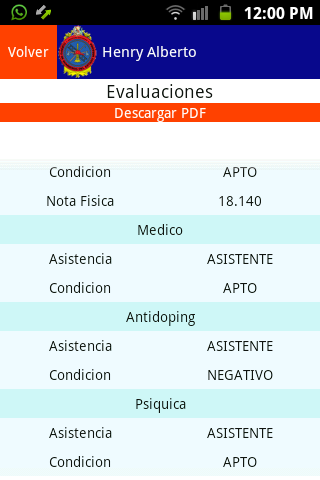 12:00 PM
Volver Henry Alberto
Evaluaciones
Descargar PDF
Condicion APTO
Nota Fisica 18.140
Medico
Asistencia ASISTENTE
Condicion APTO
Antidoping
Asistencia ASISTENTE
Condicion NEGATIVO
Psiquica
Asistencia ASISTENTE
Condicion APTO